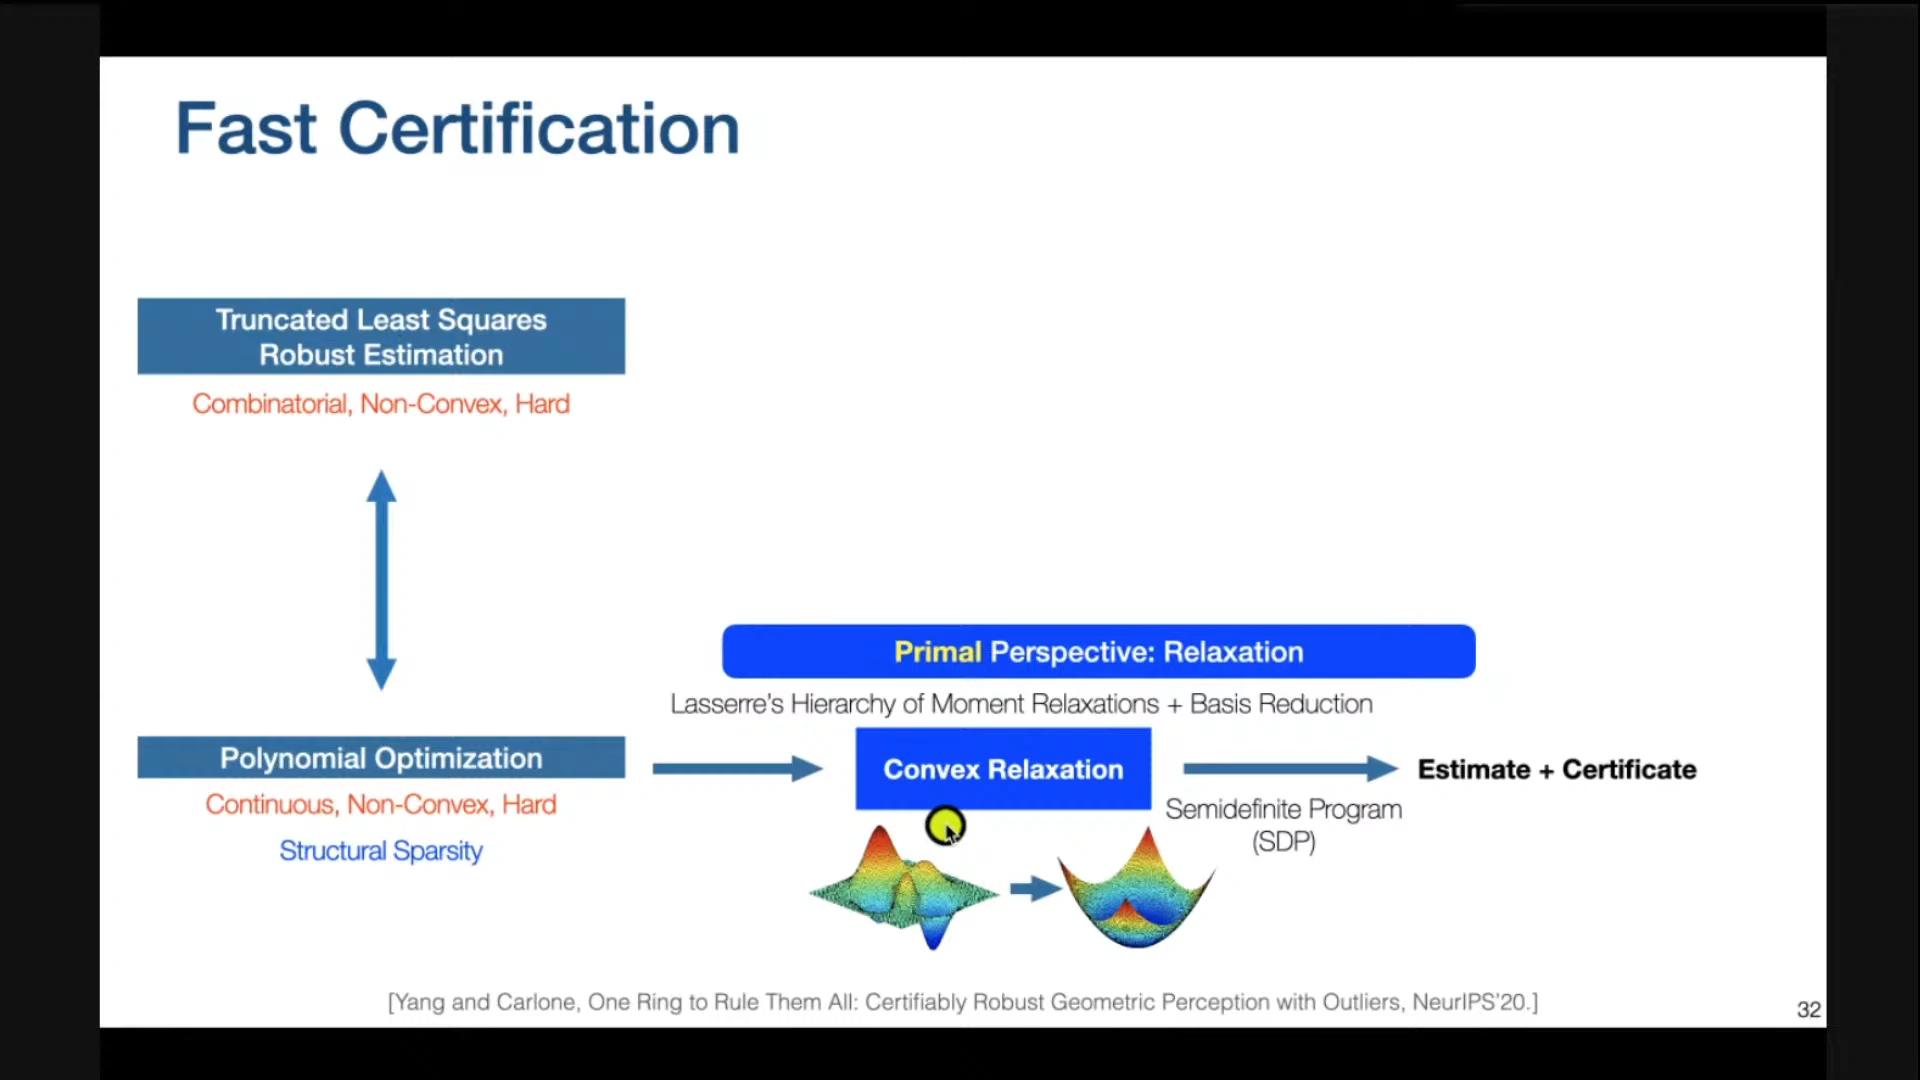 Fast Certification
Truncated Least Squares
Robust Estimation
Combinatorial, Non-Convex, Hard
Primal Perspective: Relaxation
Lasserre's Hierarchy of Moment Relaxations + Basis Reduction
Polynomial Optimization
Convex Relaxation
Estimate + Certificate
Continuous, Non-Convex, Hard
Semidefinite Program
(SDP)
Structural Sparsity
[Yang and Carlone, One Ring to Rule Them All: Certifiably Robust Geometric Perception with Outliers, NeurIPS'20.]
32